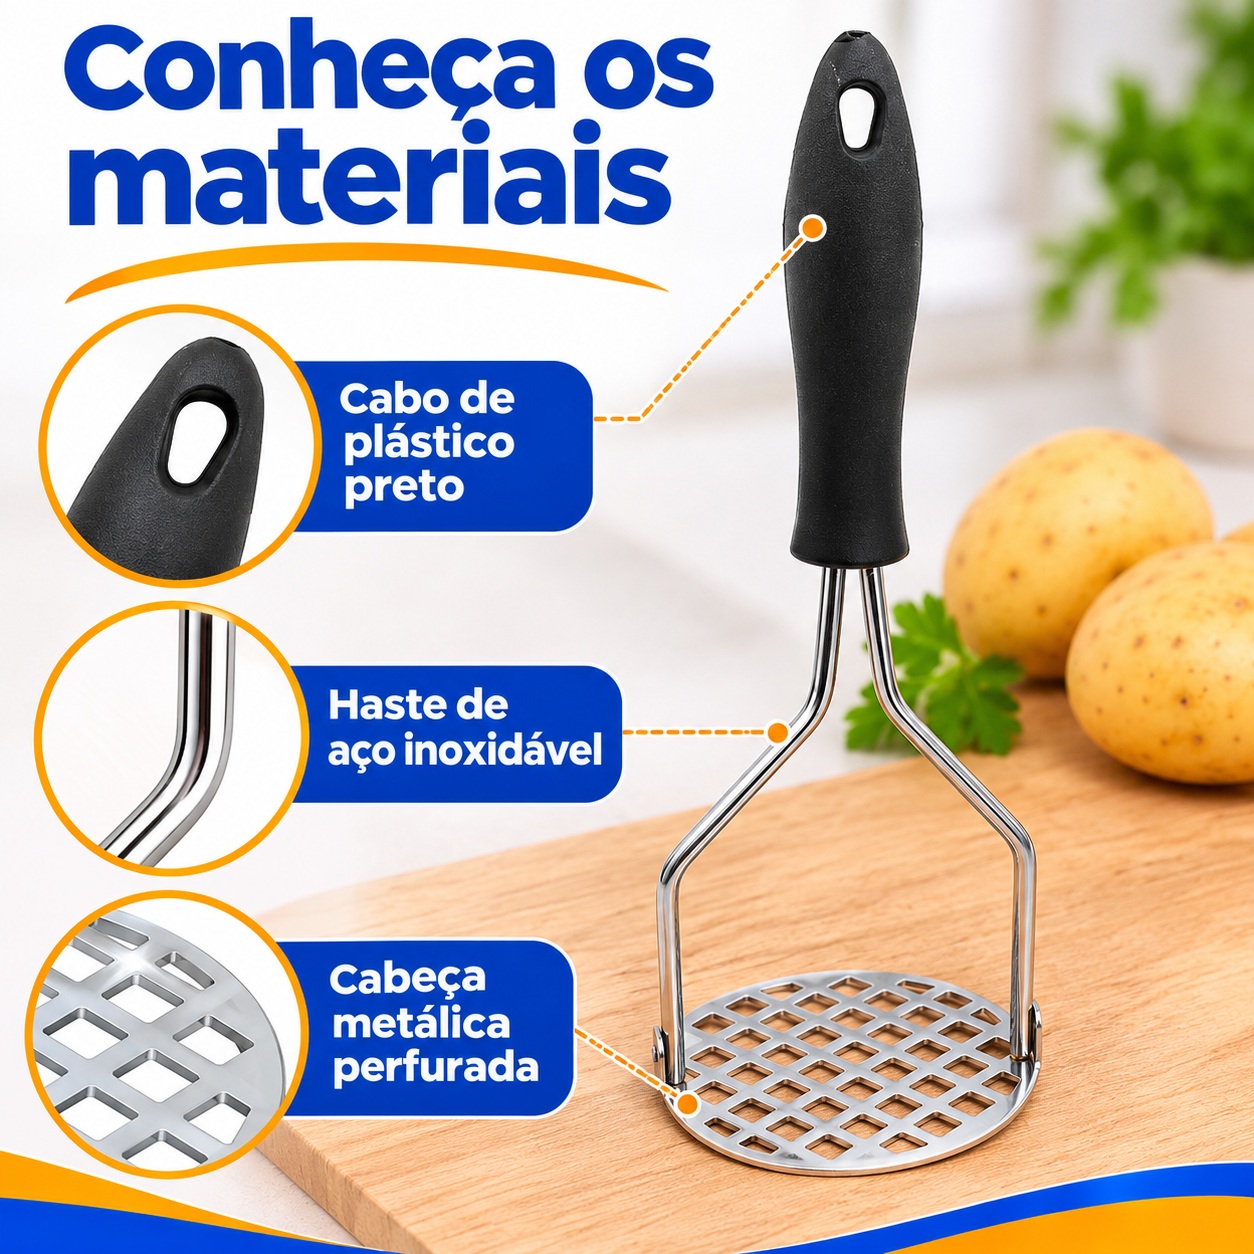 Conheça os
materiais
Cabo de
plástico
preto
Haste de
aço inoxidável
Cabeça
metálica
perfurada